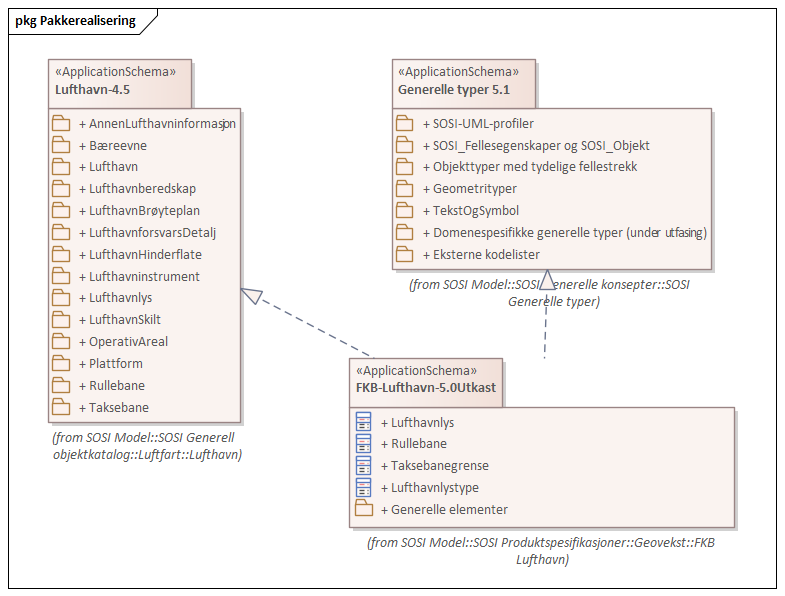 pkg Pakkerealisering
«ApplicationSchema»
Lufthavn-4.5
+ AnnenLufthavninformasjon
+ Bæreevne
+ Lufthavn
+ Lufthavnberedskap
+ LufthavnBrøyteplan
+ LufthavnforsvarsDetalj
+ LufthavnHinderflate
+ Lufthavninstrument
+ Lufthavnlys
+ LufthavnSkilt
+ OperativAreal
+ Plattform
+ Rullebane
+ Taksebane
(from SOSI Model::SOSI Generell
objektkatalog::Luftfart::Lufthavn)
«ApplicationSchema»
Generelle typer 5.1
+ SOSI-UML-profiler
+ SOSI_Fellesegenskaper og SOSI_Objekt
+ Objekttyper med tydelige fellestrekk
+ Geometrityper
+ TekstOgSymbol
+ Domenespesifikke generelle typer (under utfasing)
+ Eksterne kodelister
(from SOSI Model::SOSI Generelle konsepter::SOSI
Generelle typer)
«ApplicationSchema»
FKB-Lufthavn-5.0Utkast
+ Lufthavnlys
+ Rullebane
+ Taksebanegrense
+ Lufthavnlystype
+ Generelle elementer
(from SOSI Model::SOSI Produktspesifikasjoner::Geovekst::FKB
Lufthavn)